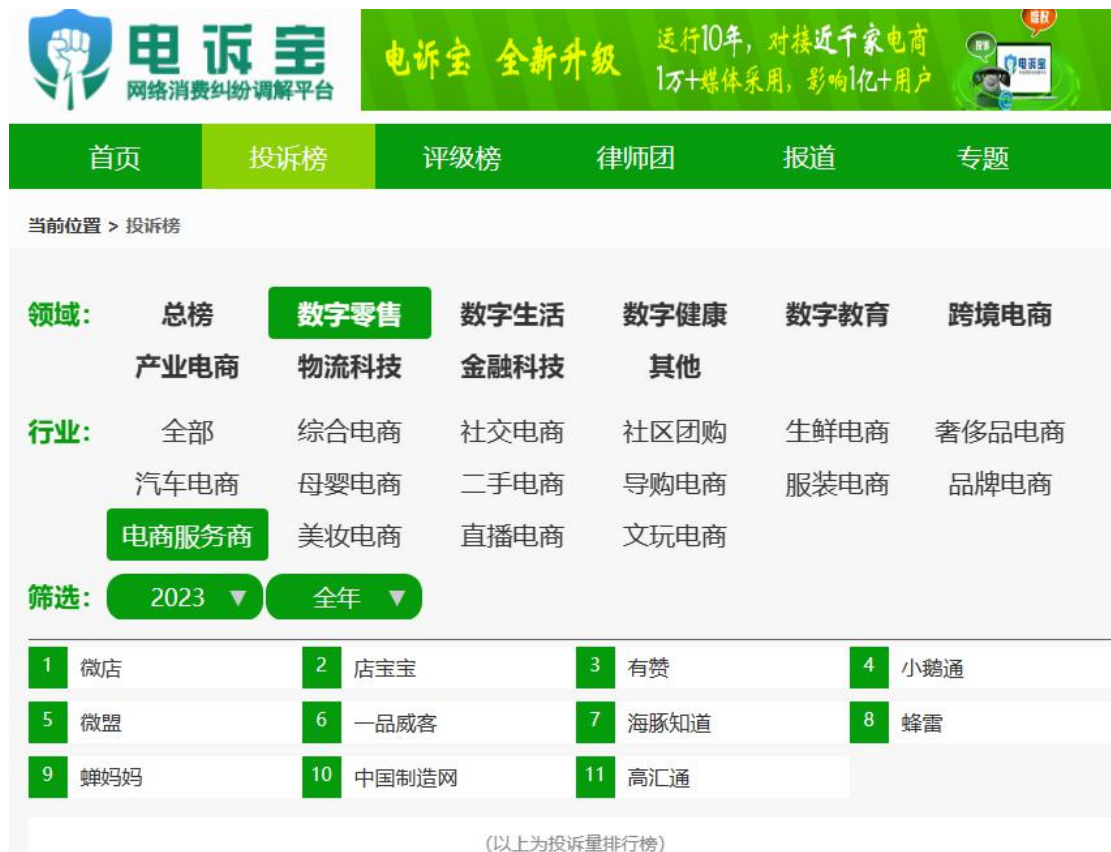 电诉宝
网络消费纠纷调解平台
电诉宝 全新升级
运行10年，对接近千家电商
1万+媒体采用，影响1亿+用户
维权
投诉
电诉宝
首页 投诉榜 评级榜 律师团 报道 专题
当前位置 > 投诉榜
领域： 总榜 数字零售 数字生活 数字健康 数字教育 跨境电商
产业电商 物流科技 金融科技 其他
行业： 全部 综合电商 社交电商 社区团购 生鲜电商 奢侈品电商
汽车电商 母婴电商 二手电商 导购电商 服装电商 品牌电商
电商服务商 美妆电商 直播电商 文玩电商
筛选： 2023 ▼ 全年 ▼
1 微店 2 店宝宝 3 有赞 4 小鹅通
5 微盟 6 一品威客 7 海豚知道 8 蜂雷
9 蝉妈妈 10 中国制造网 11 高汇通
（以上为投诉量排行榜）